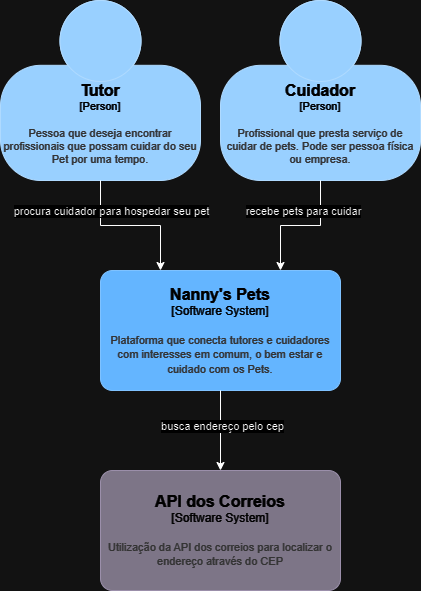 Tutor
[Person]
Pessoa que deseja encontrar
profissionais que possam cuidar do seu
Pet por uma tempo.
Cuidador
[Person]
Profissional que presta serviço de
cuidar de pets. Pode ser pessoa física
ou empresa.
procura cuidador para hospedar seu pet
recebe pets para cuidar
Nanny's Pets
[Software System]
Plataforma que conecta tutores e cuidadores
com interesses em comum, o bem estar e
cuidado com os Pets.
busca endereço pelo cep
API dos Correios
[Software System]
Utilização da API dos correios para localizar o
endereço através do CEP